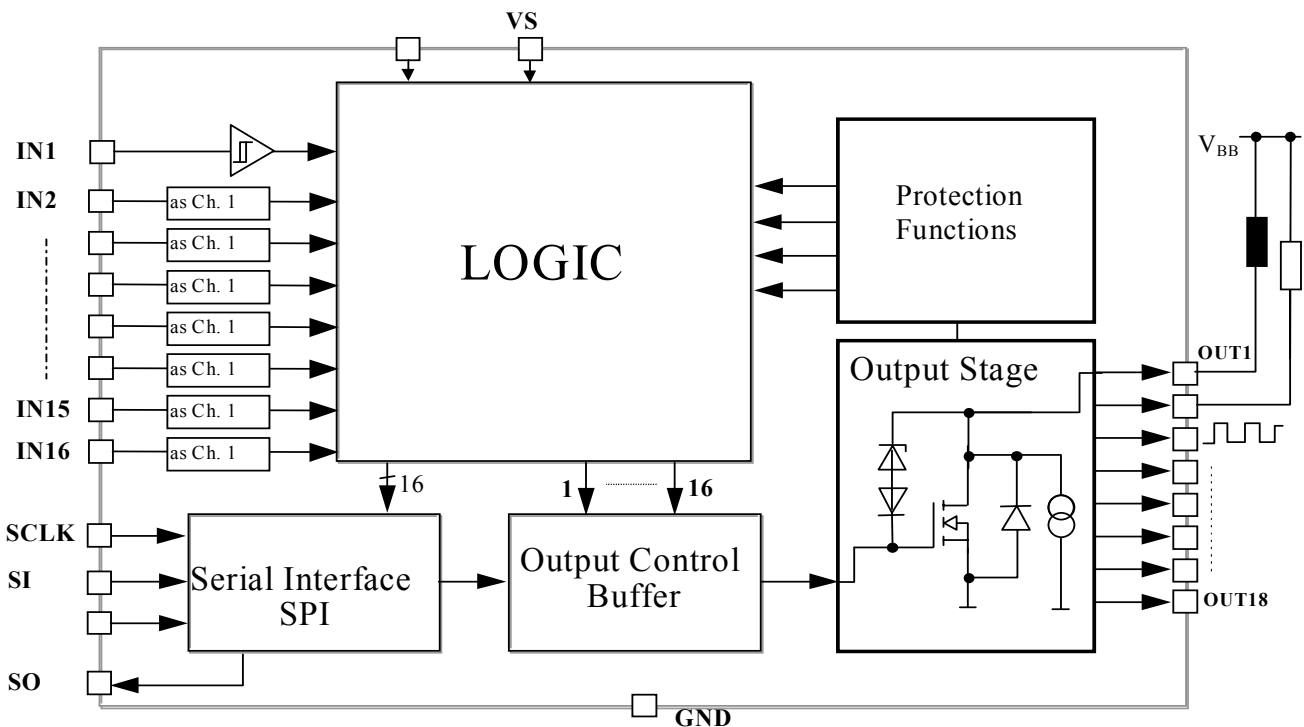 VS
IN1
IN2
as Ch. 1
as Ch. 1
as Ch. 1
as Ch. 1
as Ch. 1
IN15
as Ch. 1
IN16
as Ch. 1
LOGIC
Protection
Functions
V_BB
Output Stage
OUT1
OUT18
16
1
16
SCLK
SI
SO
Serial Interface
SPI
Output Control
Buffer
GND